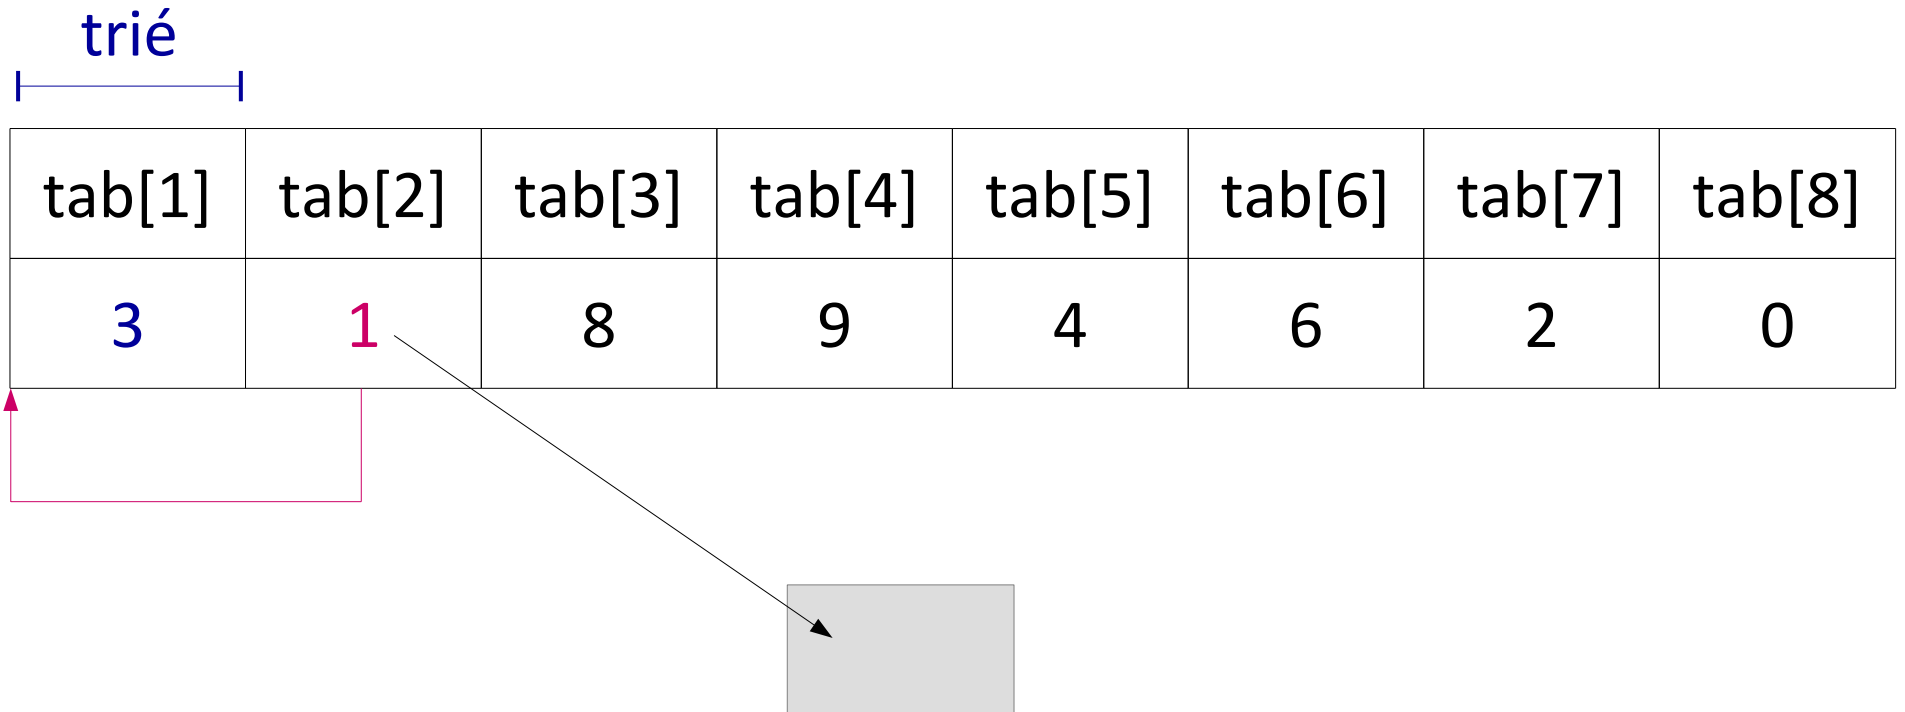 trié
tab[1] tab[2] tab[3] tab[4] tab[5] tab[6] tab[7] tab[8]
3 1 8 9 4 6 2 0